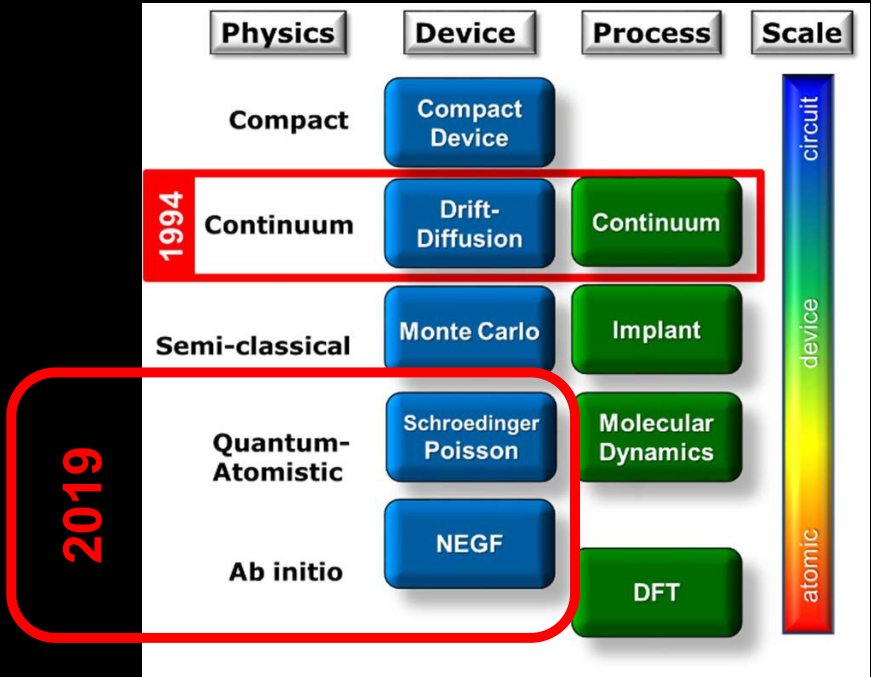 Physics
Device
Process
Scale
Compact
Compact
Device
circuit
1994
Continuum
Drift-
Diffusion
Continuum
Semi-classical
Monte Carlo
Implant
device
2019
Quantum-
Atomistic
Schroedinger
Poisson
Molecular
Dynamics
Ab initio
NEGF
DFT
atomic